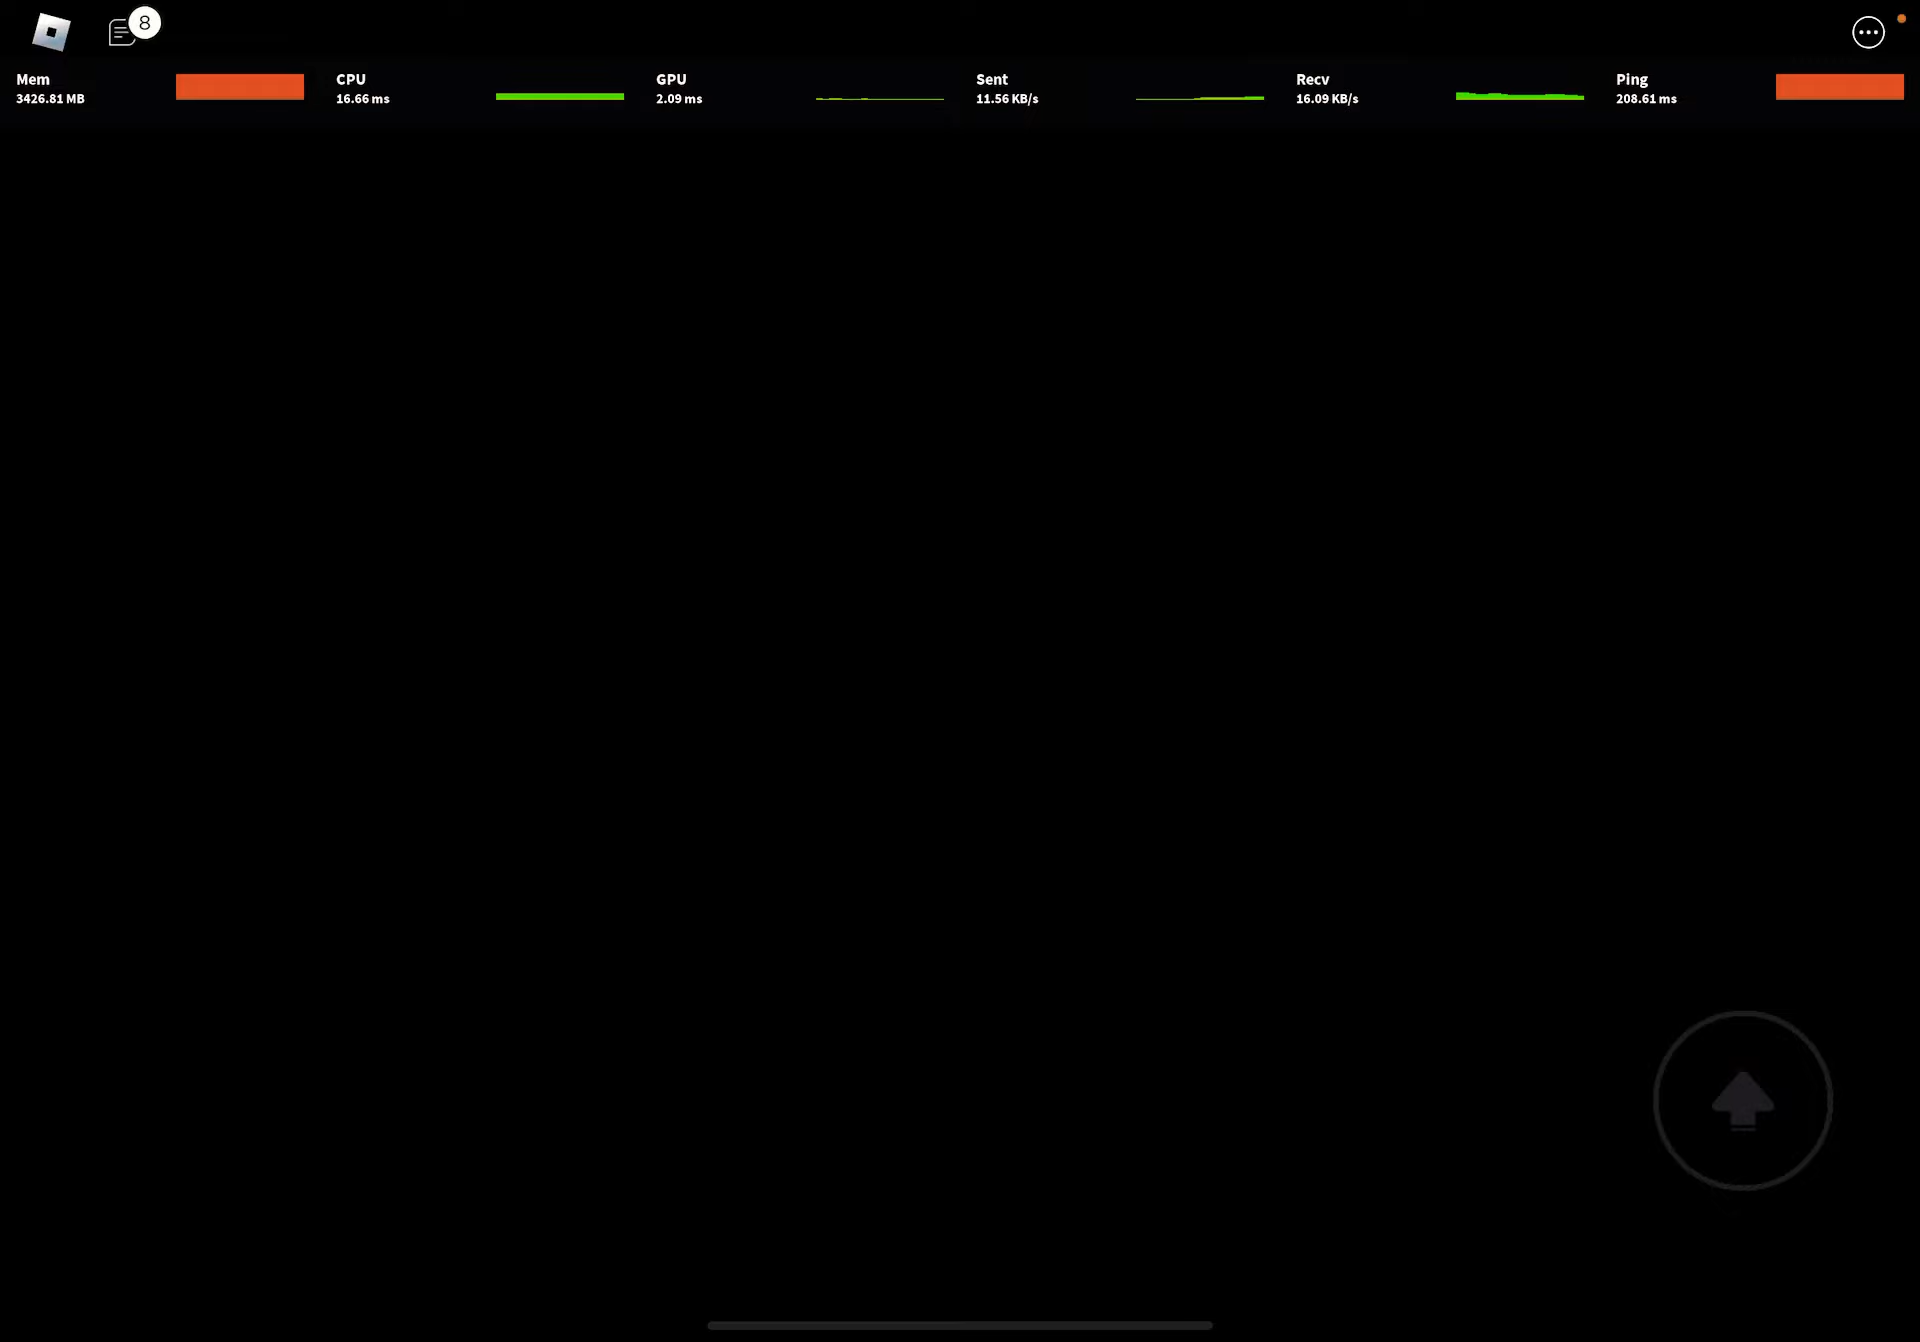 8
Mem CPU GPU Sent Recv Ping
3426.81 MB 16.66 ms 2.09 ms 11.56 KB/s 16.09 KB/s 208.61 ms